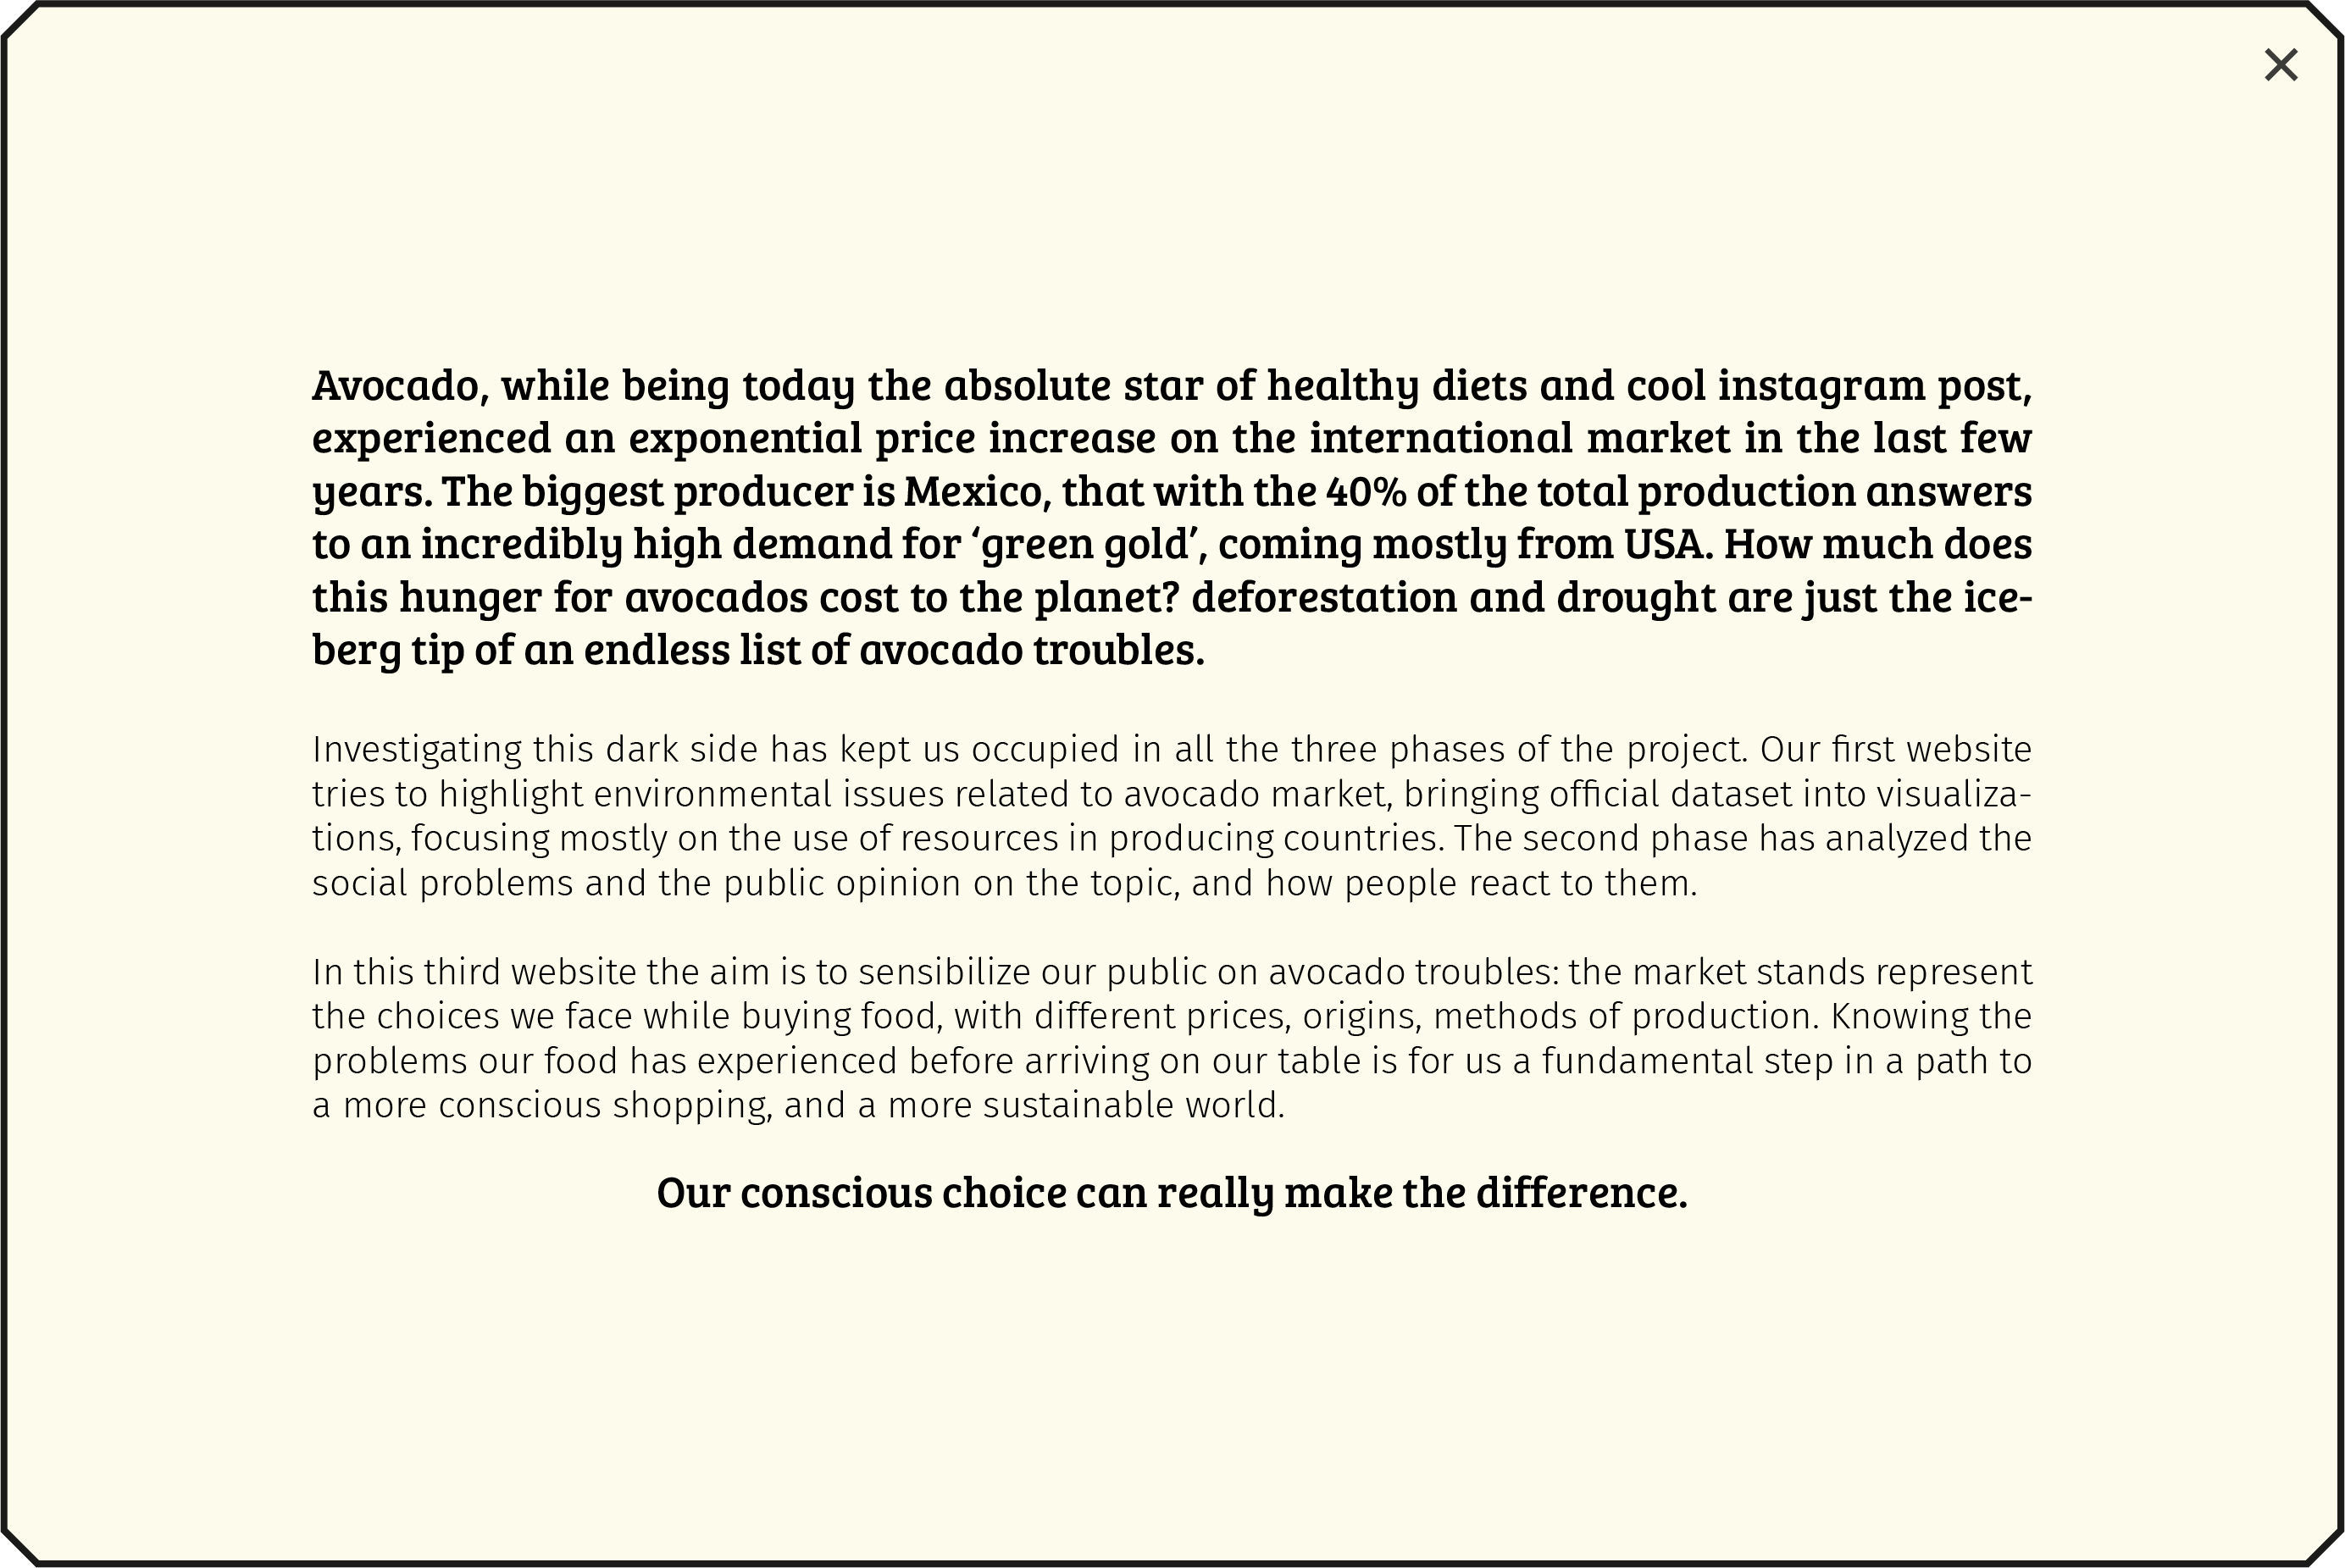 Avocado, while being today the absolute star of healthy diets and cool instagram post,
experienced an exponential price increase on the international market in the last few
years. The biggest producer is Mexico, that with the 40% of the total production answers
to an incredibly high demand for ‘green gold’, coming mostly from USA. How much does
this hunger for avocados cost to the planet? deforestation and drought are just the ice-
berg tip of an endless list of avocado troubles.
Investigating this dark side has kept us occupied in all the three phases of the project. Our first website
tries to highlight environmental issues related to avocado market, bringing official dataset into visualiza-
tions, focusing mostly on the use of resources in producing countries. The second phase has analyzed the
social problems and the public opinion on the topic, and how people react to them.
In this third website the aim is to sensibilize our public on avocado troubles: the market stands represent
the choices we face while buying food, with different prices, origins, methods of production. Knowing the
problems our food has experienced before arriving on our table is for us a fundamental step in a path to
a more conscious shopping, and a more sustainable world.
Our conscious choice can really make the difference.